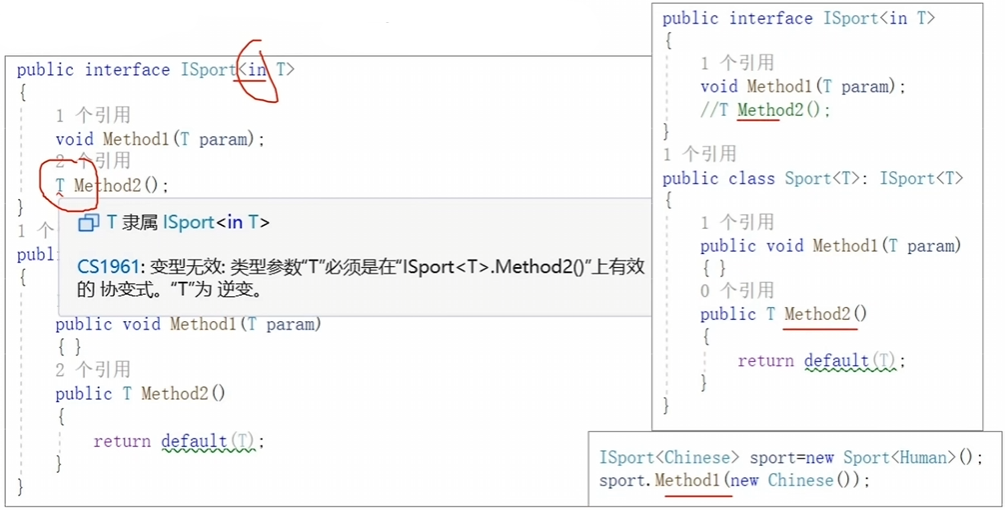 public interface ISport<in T>
{
1 个引用
void Method1(T param);
2 个引用
T Method2();
}
1 个
publ
{
T 隶属 ISport<in T>
CS1961: 变型无效: 类型参数“T”必须是在“ISport<T>.Method2()”上有效
的 协变式。“T”为 逆变。
public void Method1(T param)
{ }
2 个引用
public T Method2()
{
return default(T);
}
}
public interface ISport<in T>
{
1 个引用
void Method1(T param);
//T Method2();
}
1 个引用
public class Sport<T>: ISport<T>
{
1 个引用
public void Method1(T param)
{ }
0 个引用
public T Method2()
{
return default(T);
}
}
ISport<Chinese> sport=new Sport<Human>();
sport.Method1(new Chinese());